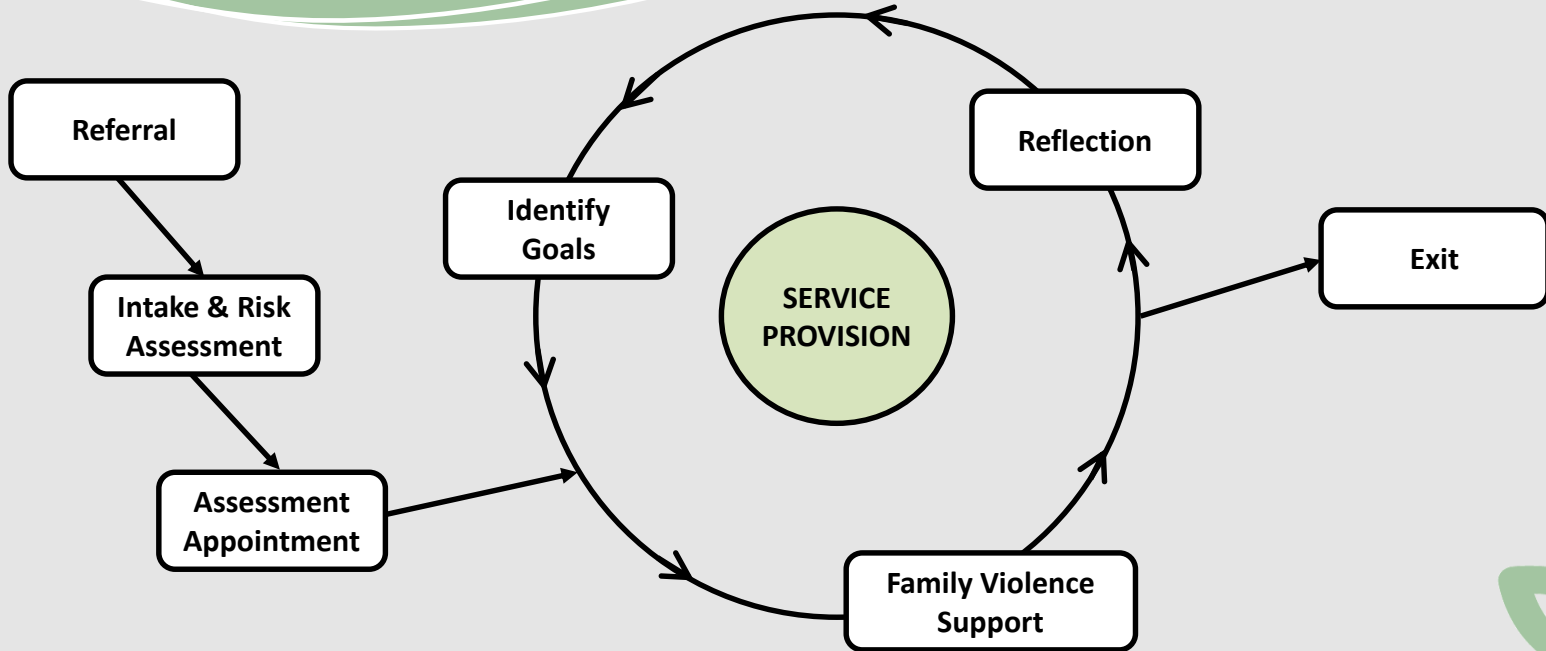 Referral
Intake & Risk
Assessment
Assessment
Appointment
Identify
Goals
SERVICE
PROVISION
Family Violence
Support
Reflection
Exit